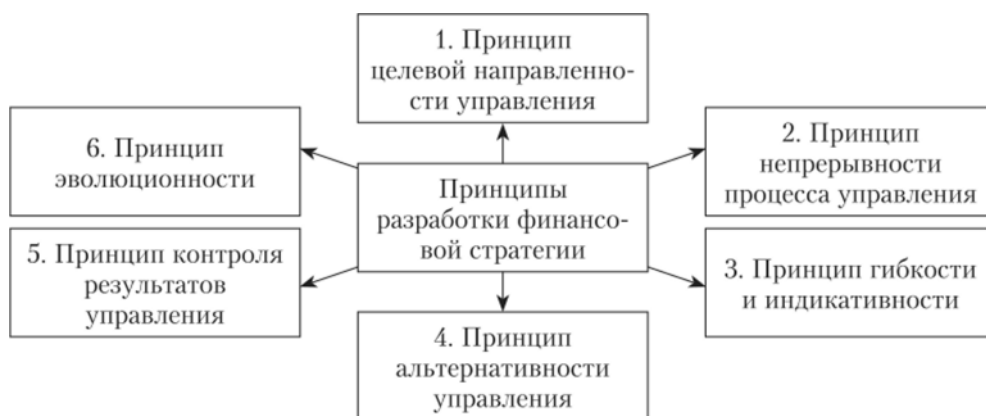 1. Принцип
целевой направленно-
сти управления
6. Принцип
эволюционности
2. Принцип
непрерывности
процесса управления
Принципы
разработки финансо-
вой стратегии
5. Принцип контроля
результатов
управления
3. Принцип гибкости
и индикативности
4. Принцип
альтернативности
управления